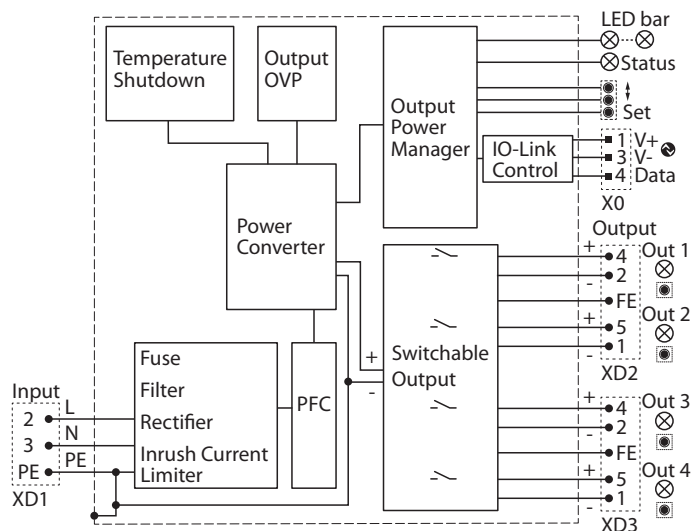 LED bar
Status
Set
Temperature
Shutdown
Output
OVP
Output
Power
Manager
IO-Link
Control
1 V+
3 V-
4 Data
X0
Power
Converter
Output
Switchable
Output
+
-
+ 4 Out 1
- 2
FE
+ 5 Out 2
- 1
XD2
+ 4 Out 3
- 2
FE
+ 5 Out 4
- 1
XD3
Fuse
Filter
Rectifier
Inrush Current
Limiter
PFC
Input
2 L
3 N
PE PE
XD1